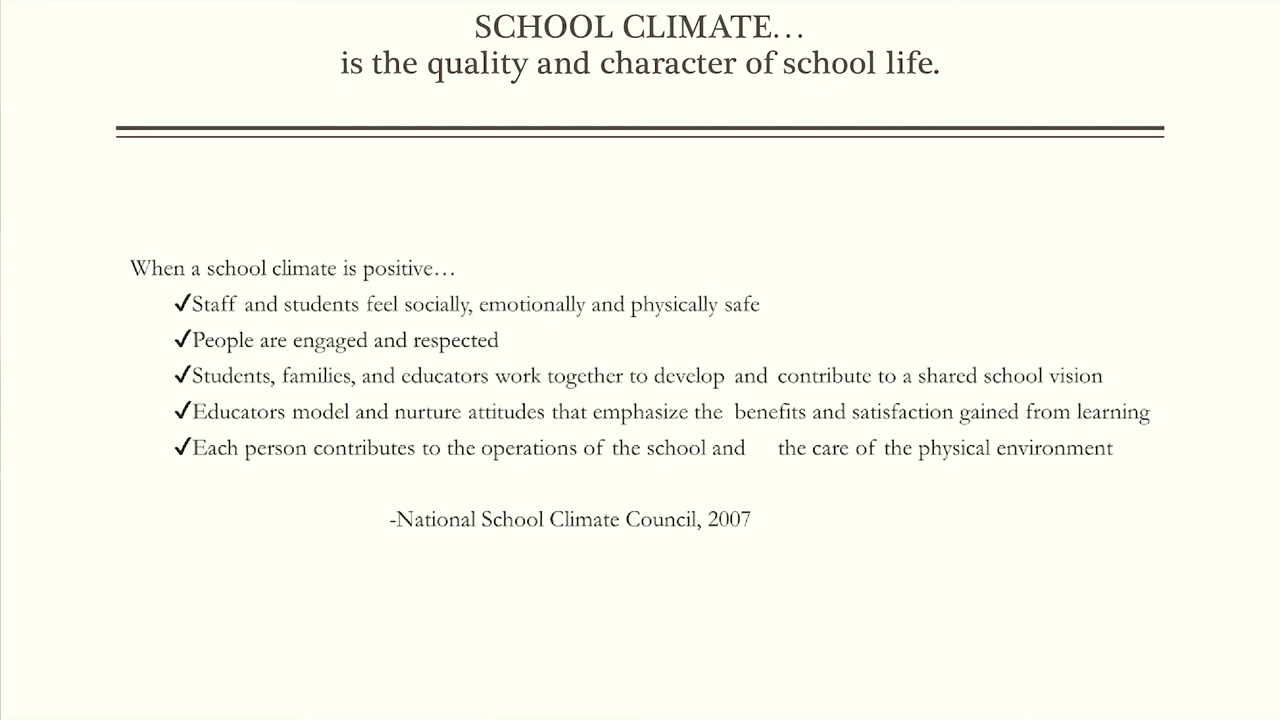 SCHOOL CLIMATE…
is the quality and character of school life.
When a school climate is positive…
✓Staff and students feel socially, emotionally and physically safe
✓People are engaged and respected
✓Students, families, and educators work together to develop and contribute to a shared school vision
✓Educators model and nurture attitudes that emphasize the benefits and satisfaction gained from learning
✓Each person contributes to the operations of the school and the care of the physical environment
-National School Climate Council, 2007